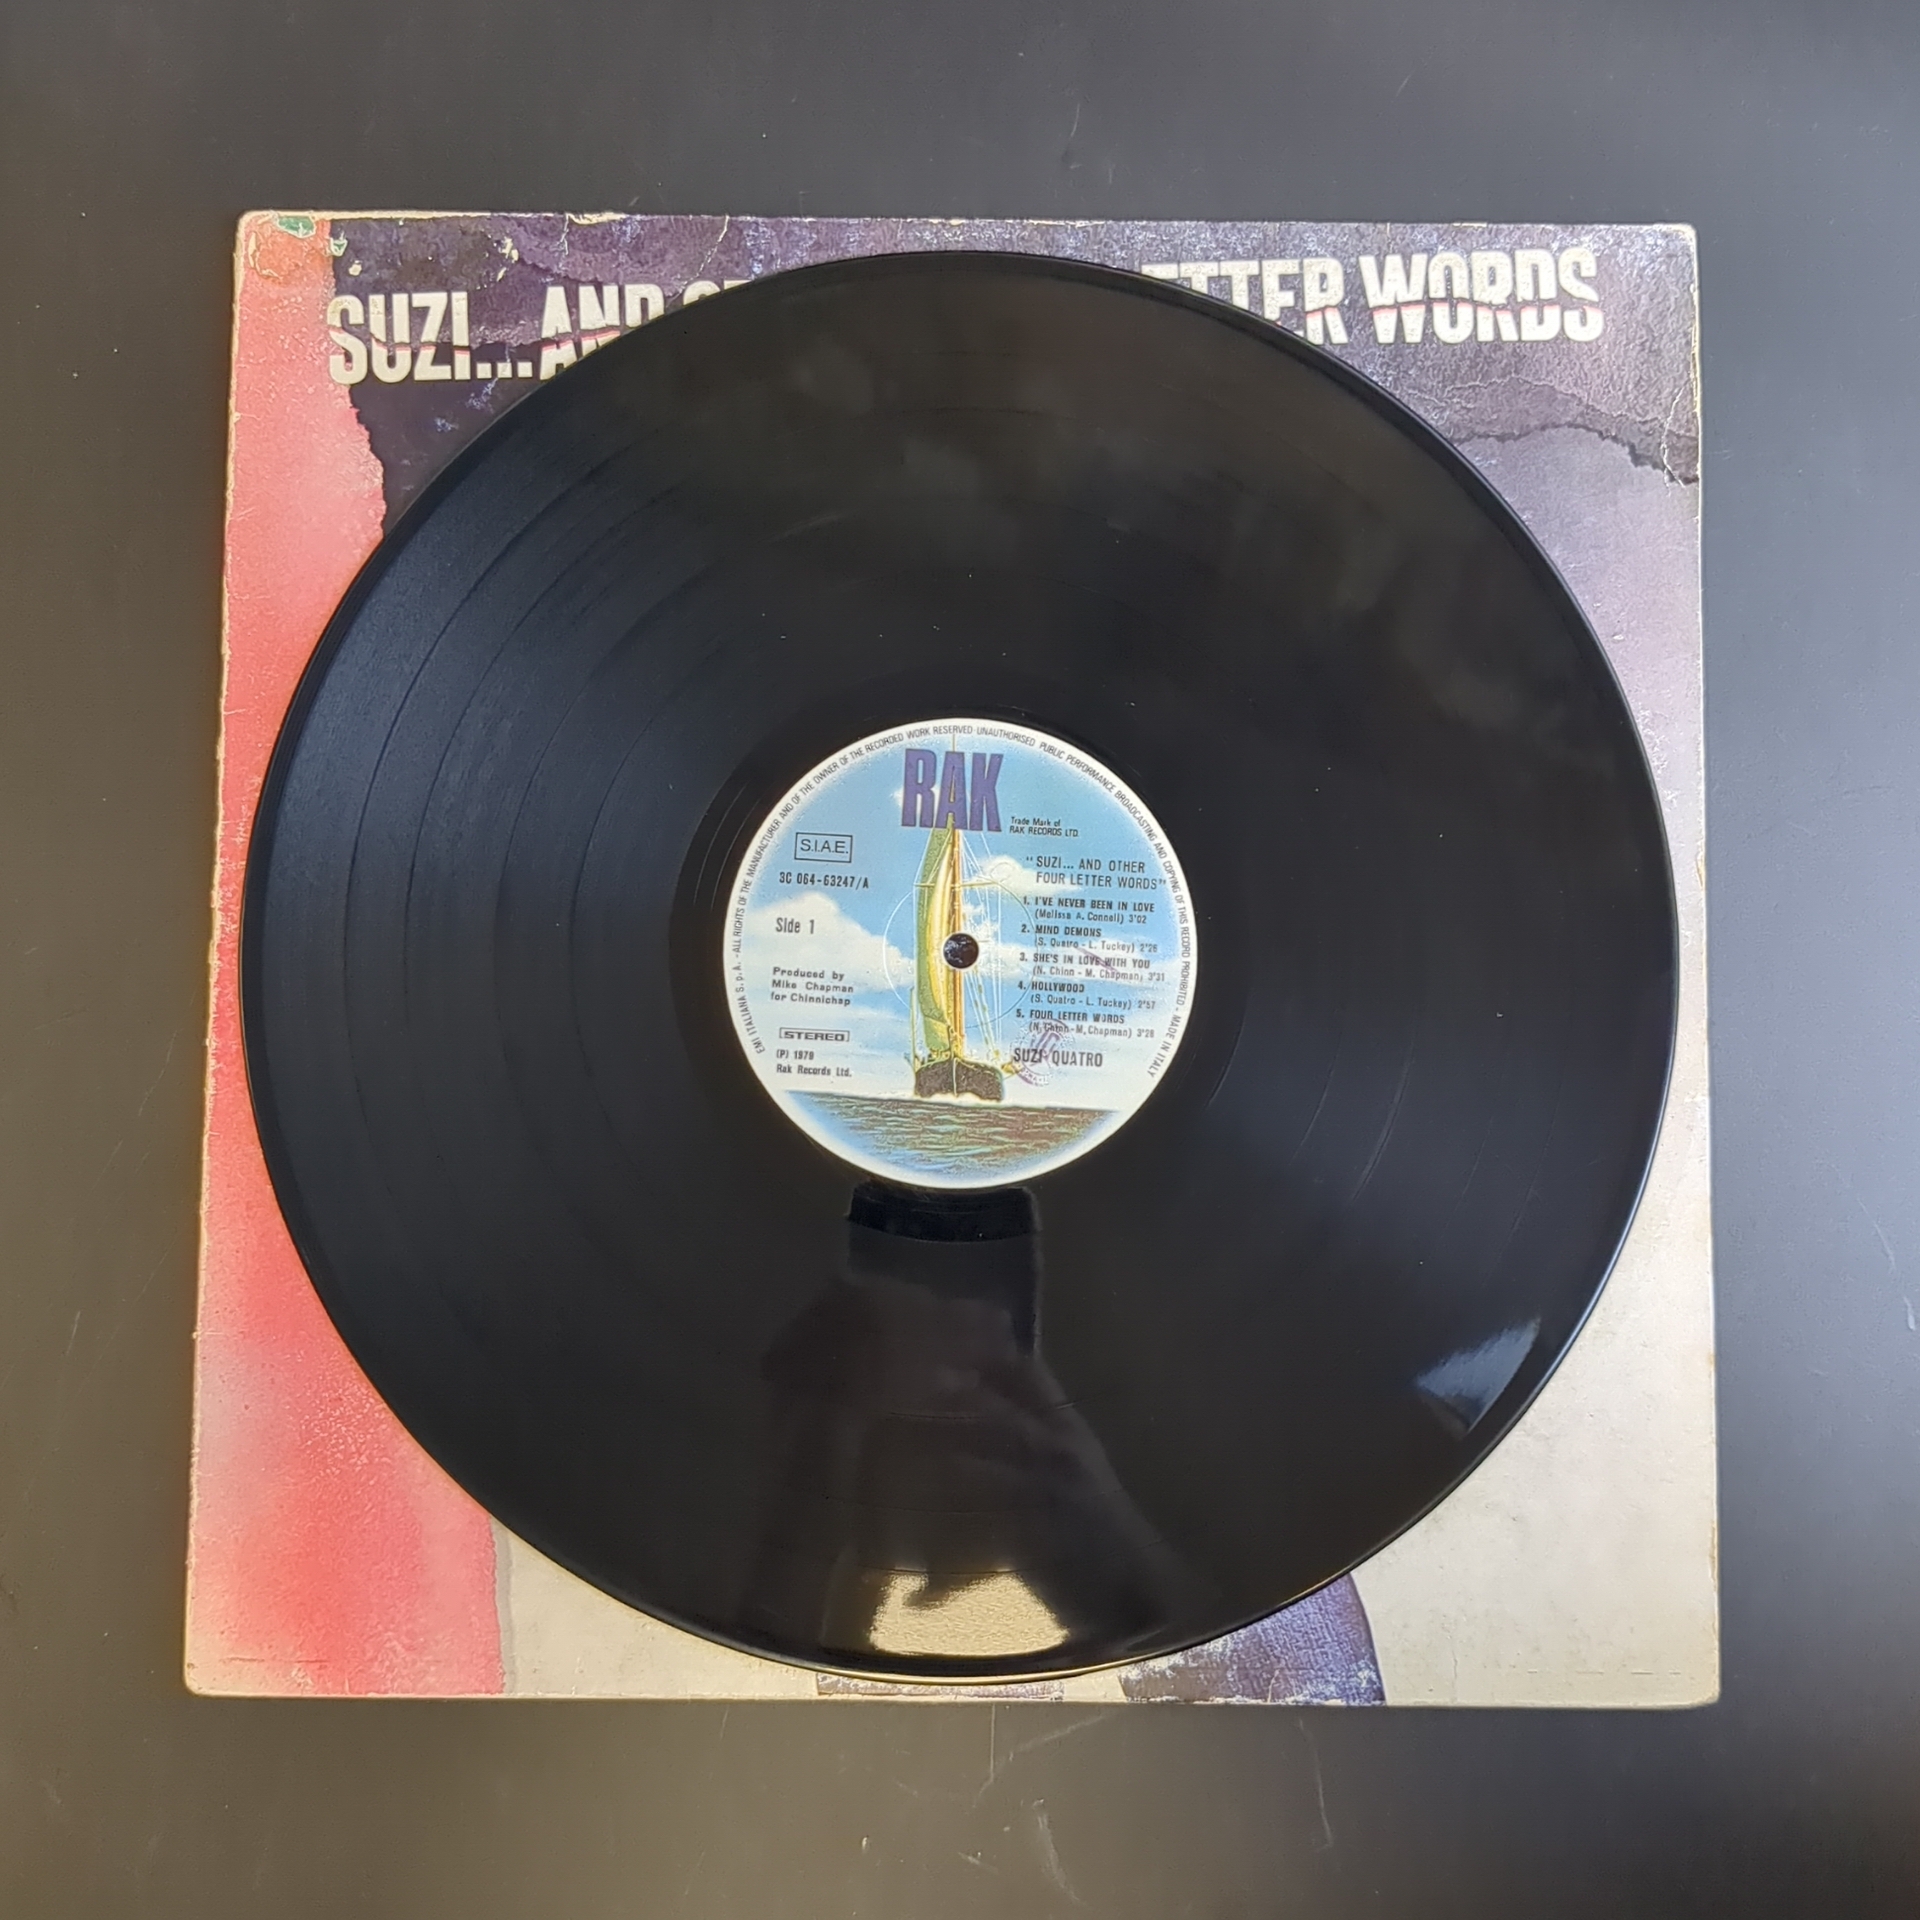 SUZI...AND
ETTER WORDS
ALL RIGHTS OF THE MANUFACTURER AND OF THE OWNER OF THE RECORDED WORK RESERVED UNAUTHORISED PUBLIC PERFORMANCE BROADCASTING AND COPYING OF THIS RECORD PROHIBITED - MADE IN ITALY
EMI ITALIANA S.p.A. -
RAK
Trade Mark of
RAK RECORDS LTD.
S.I.A.E.
3C 064-63247/A
Side 1
Produced by
Mike Chapman
for Chinnichap
STEREO
(P) 1979
Rak Records Ltd.
"SUZI... AND OTHER
FOUR LETTER WORDS"
1. I'VE NEVER BEEN IN LOVE
(Melissa A. Connell) 3'02
2. MIND DEMONS
(S. Quatro - L. Tuckey) 2'26
3. SHE'S IN LOVE WITH YOU
(N. Chinn - M. Chapman) 3'31
4. HOLLYWOOD
(S. Quatro - L. Tuckey) 2'57
5. FOUR LETTER WORDS
(N. Chinn - M. Chapman) 3'28
SUZI QUATRO